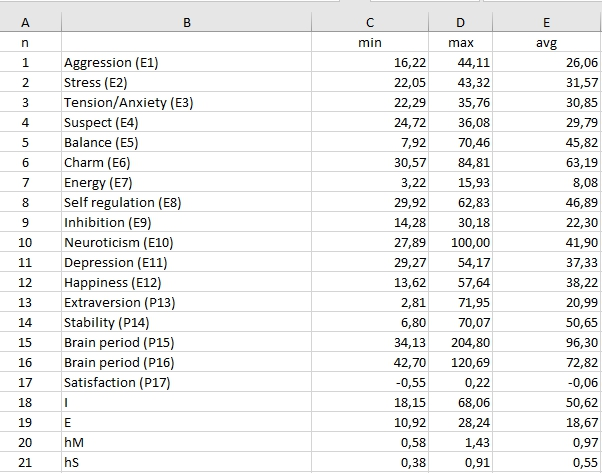 A B C D E
n min max avg
1 Aggression (E1) 16,22 44,11 26,06
2 Stress (E2) 22,05 43,32 31,57
3 Tension/Anxiety (E3) 22,29 35,76 30,85
4 Suspect (E4) 24,72 36,08 29,79
5 Balance (E5) 7,92 70,46 45,82
6 Charm (E6) 30,57 84,81 63,19
7 Energy (E7) 3,22 15,93 8,08
8 Self regulation (E8) 29,92 62,83 46,89
9 Inhibition (E9) 14,28 30,18 22,30
10 Neuroticism (E10) 27,89 100,00 41,90
11 Depression (E11) 29,27 54,17 37,33
12 Happiness (E12) 13,62 57,64 38,22
13 Extraversion (P13) 2,81 71,95 20,99
14 Stability (P14) 6,80 70,07 50,65
15 Brain period (P15) 34,13 204,80 96,30
16 Brain period (P16) 42,70 120,69 72,82
17 Satisfaction (P17) -0,55 0,22 -0,06
18 I 18,15 68,06 50,62
19 E 10,92 28,24 18,67
20 hM 0,58 1,43 0,97
21 hS 0,38 0,91 0,55